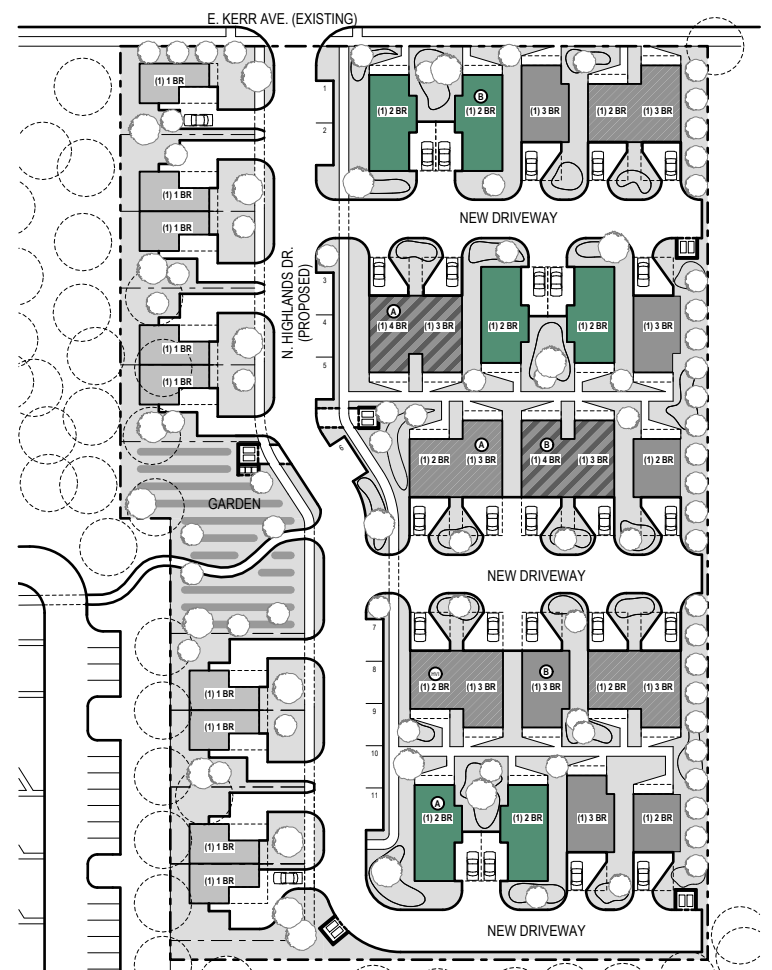 E. KERR AVE. (EXISTING)
(1) 1 BR
1
2
(1) 2 BR
B
(1) 2 BR
(1) 3 BR
(1) 2 BR
(1) 3 BR
(1) 1 BR
(1) 1 BR
NEW DRIVEWAY
N. HIGHLANDS DR.
(PROPOSED)
3
4
5
A
(1) 4 BR
(1) 3 BR
(1) 2 BR
(1) 2 BR
(1) 3 BR
(1) 1 BR
(1) 1 BR
6
A
B
(1) 2 BR
(1) 3 BR
(1) 4 BR
(1) 3 BR
(1) 2 BR
GARDEN
NEW DRIVEWAY
7
8
9
10
11
HVI
B
(1) 2 BR
(1) 3 BR
(1) 3 BR
(1) 2 BR
(1) 3 BR
(1) 1 BR
(1) 1 BR
A
(1) 2 BR
(1) 2 BR
(1) 3 BR
(1) 2 BR
(1) 1 BR
(1) 1 BR
NEW DRIVEWAY